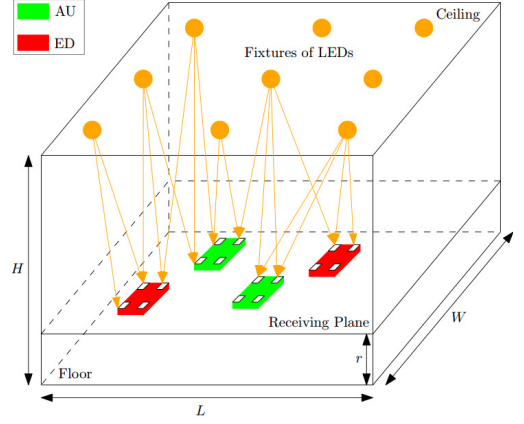 AU
ED
Ceiling
Fixtures of LEDs
H
Receiving Plane
W
r
Floor
L